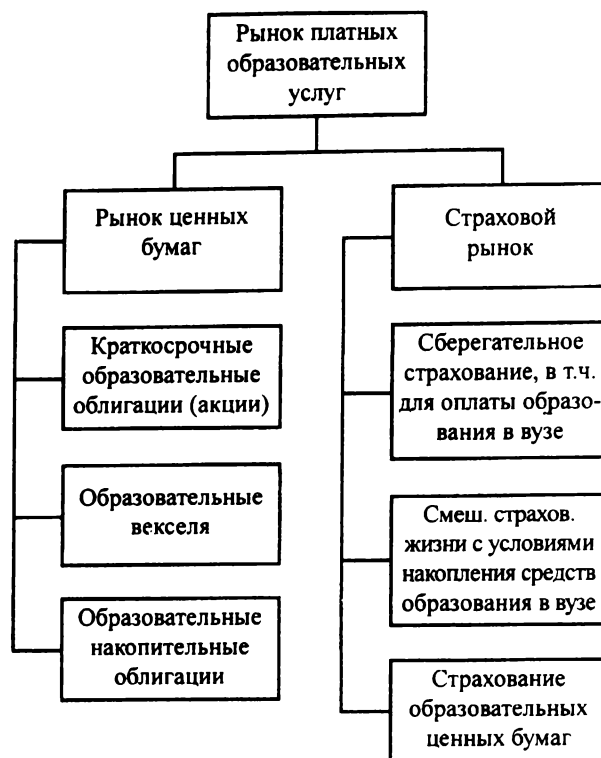 Рынок платных
образовательных
услуг
Рынок ценных
бумаг
Краткосрочные
образовательные
облигации (акции)
Образовательные
векселя
Образовательные
накопительные
облигации
Страховой
рынок
Сберегательное
страхование, в т.ч.
для оплаты образо-
вания в вузе
Смеш. страхов.
жизни с условиями
накопления средств
образования в вузе
Страхование
образовательных
ценных бумаг